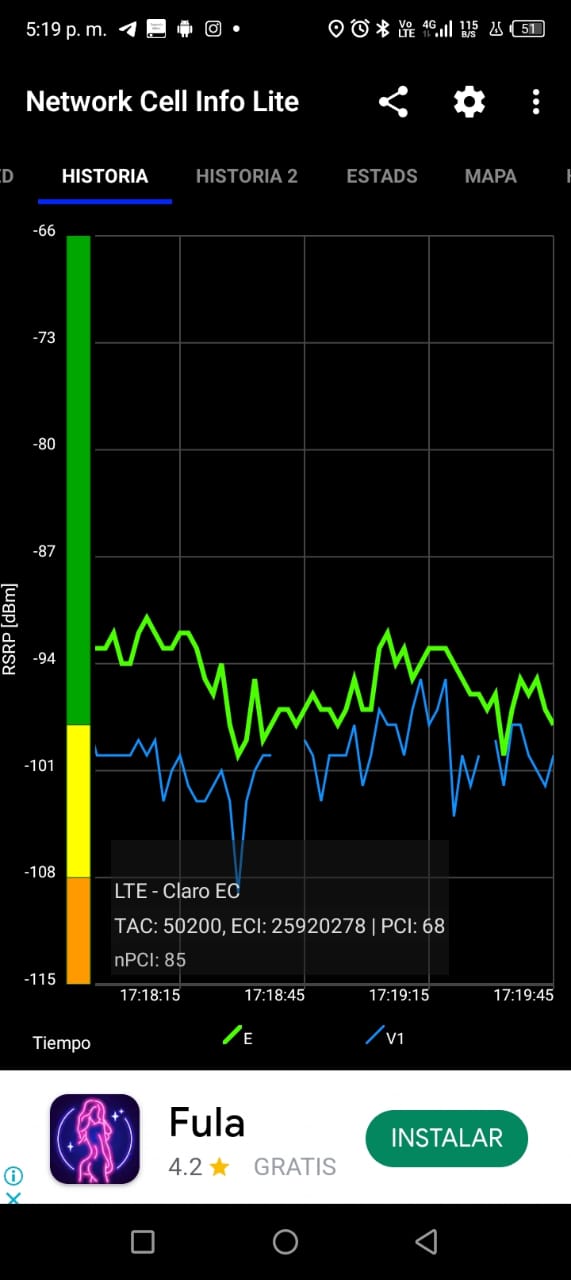 5:19 p. m.
Vo LTE 4G 115 B/S 51
Network Cell Info Lite
ED HISTORIA HISTORIA 2 ESTADS MAPA H
-66
-73
-80
-87
-94
-101
-108
-115
RSRP [dBm]
LTE - Claro EC
TAC: 50200, ECI: 25920278 | PCI: 68
nPCI: 85
17:18:15 17:18:45 17:19:15 17:19:45
Tiempo E V1
Fula
4.2 GRATIS
INSTALAR